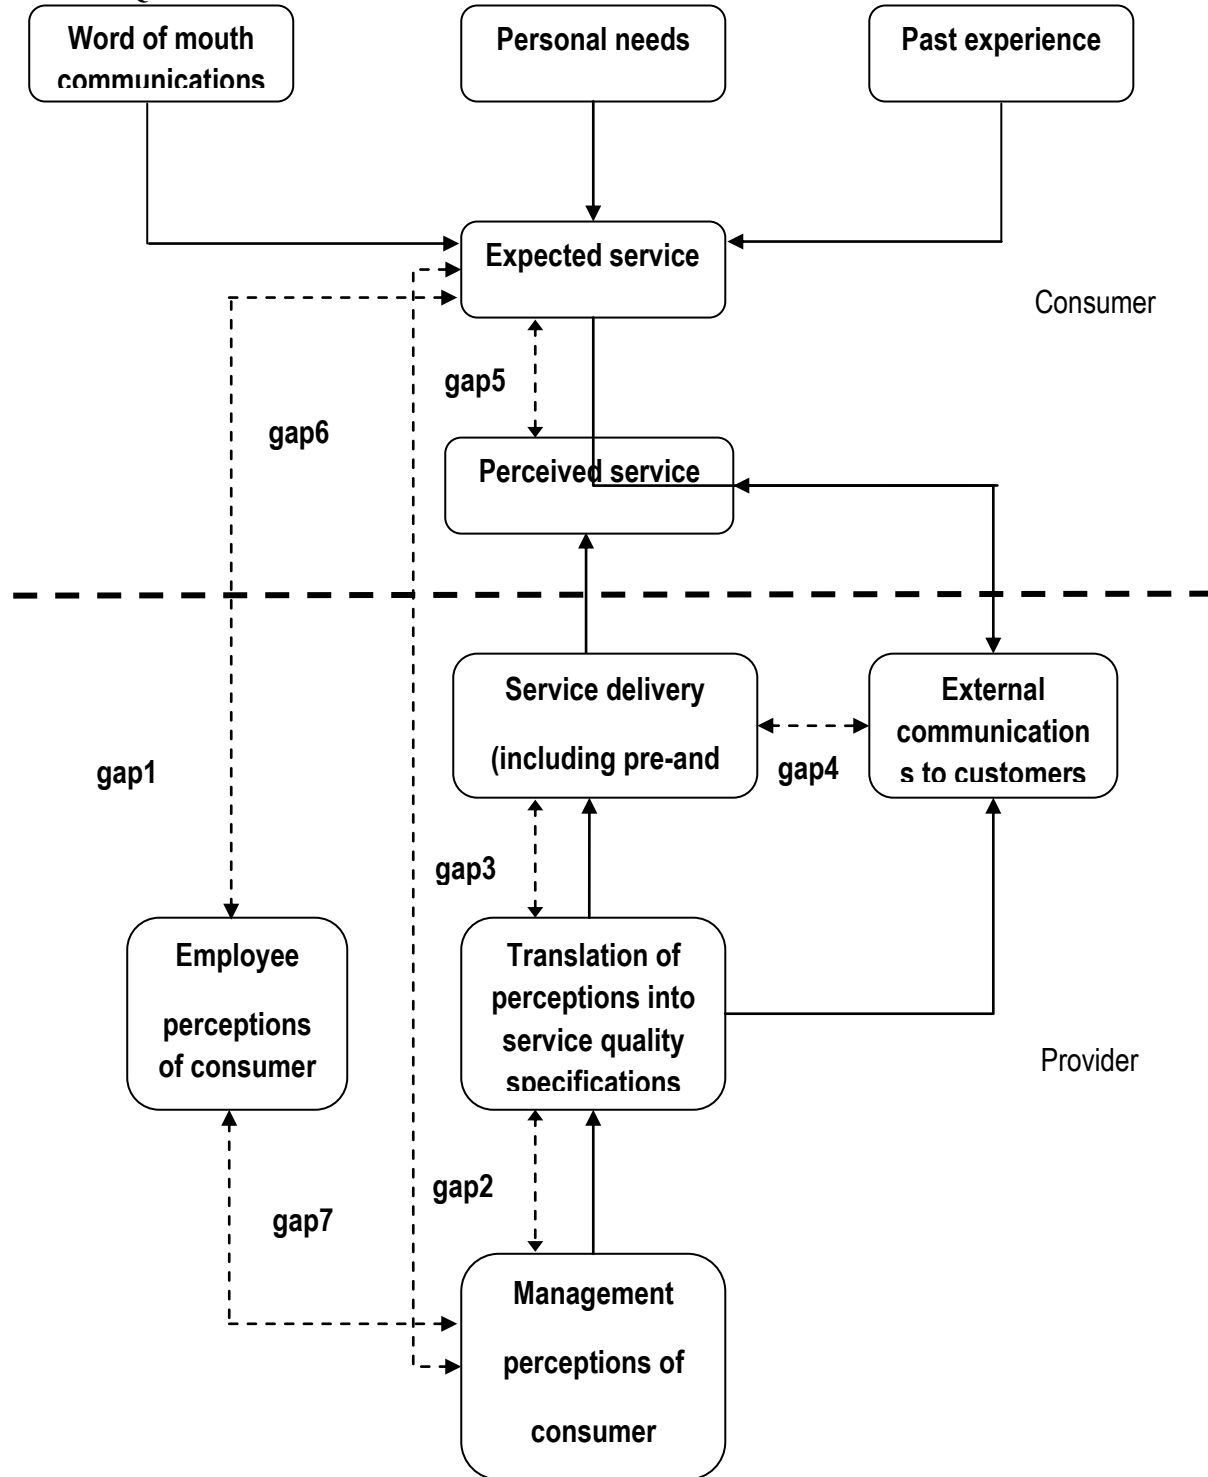 Word of mouth
communications
Personal needs
Past experience
Expected service
Consumer
gap5
gap6
Perceived service
Service delivery
(including pre-and
External
communication
s to customers
gap4
gap1
gap3
Employee
perceptions
of consumer
Translation of
perceptions into
service quality
specifications
Provider
gap2
gap7
Management
perceptions of
consumer